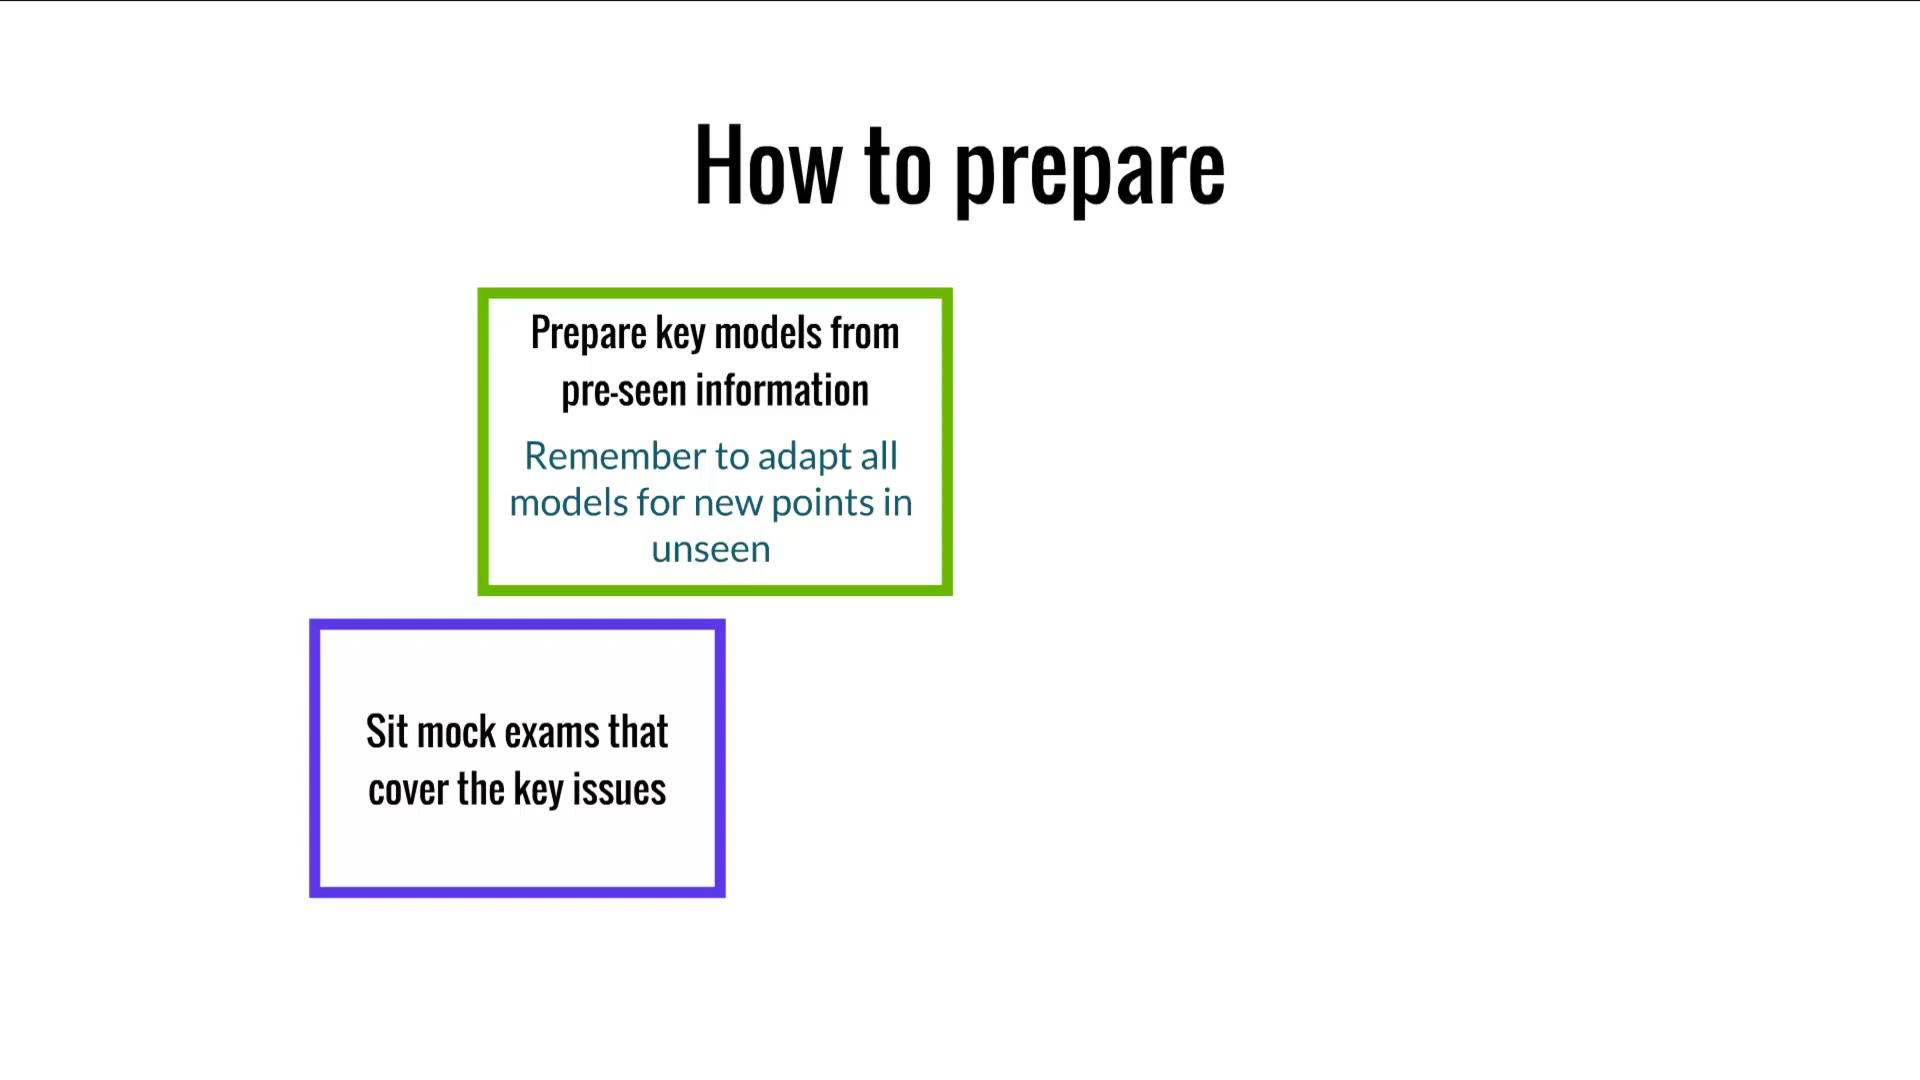 How to prepare
Prepare key models from
pre-seen information
Remember to adapt all
models for new points in
unseen
Sit mock exams that
cover the key issues